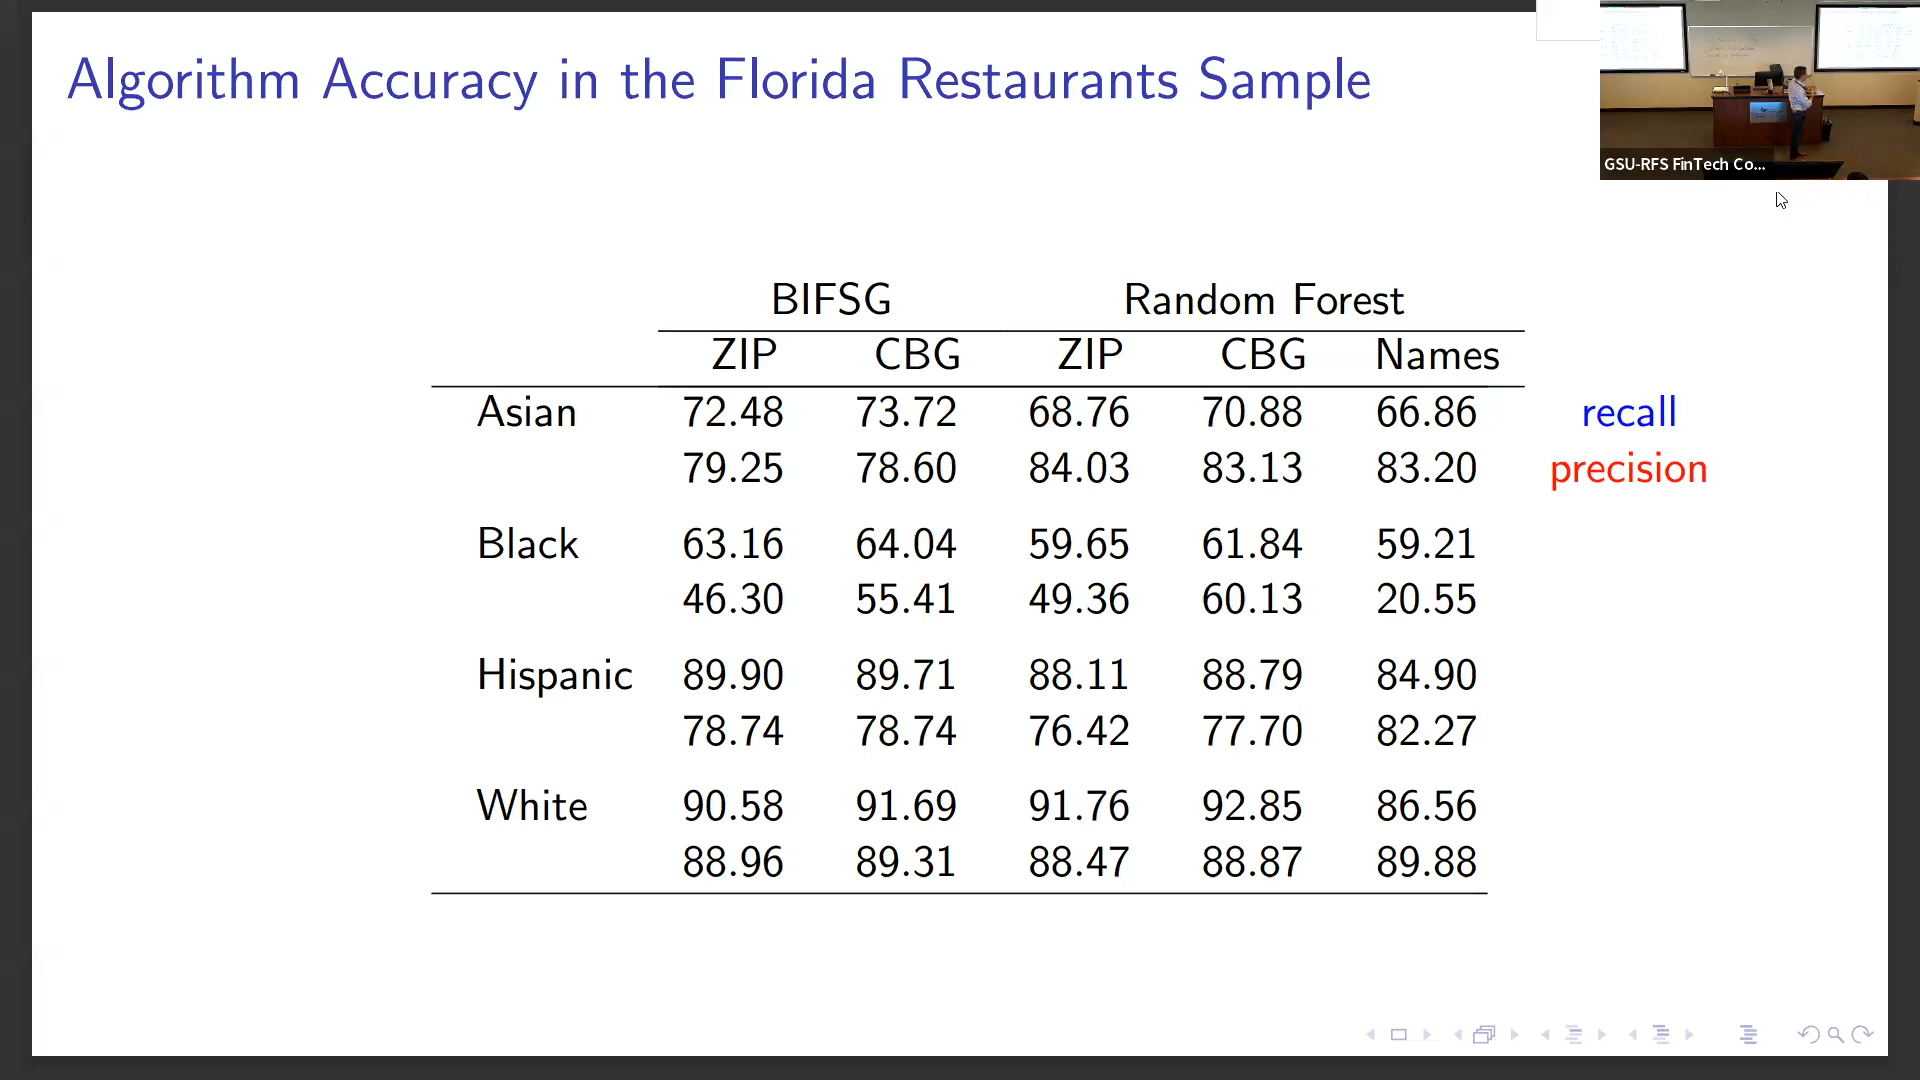 Algorithm Accuracy in the Florida Restaurants Sample
GSU-RFS FinTech Co...
BIFSG Random Forest
ZIP CBG ZIP CBG Names
Asian 72.48 73.72 68.76 70.88 66.86 recall
79.25 78.60 84.03 83.13 83.20 precision
Black 63.16 64.04 59.65 61.84 59.21
46.30 55.41 49.36 60.13 20.55
Hispanic 89.90 89.71 88.11 88.79 84.90
78.74 78.74 76.42 77.70 82.27
White 90.58 91.69 91.76 92.85 86.56
88.96 89.31 88.47 88.87 89.88